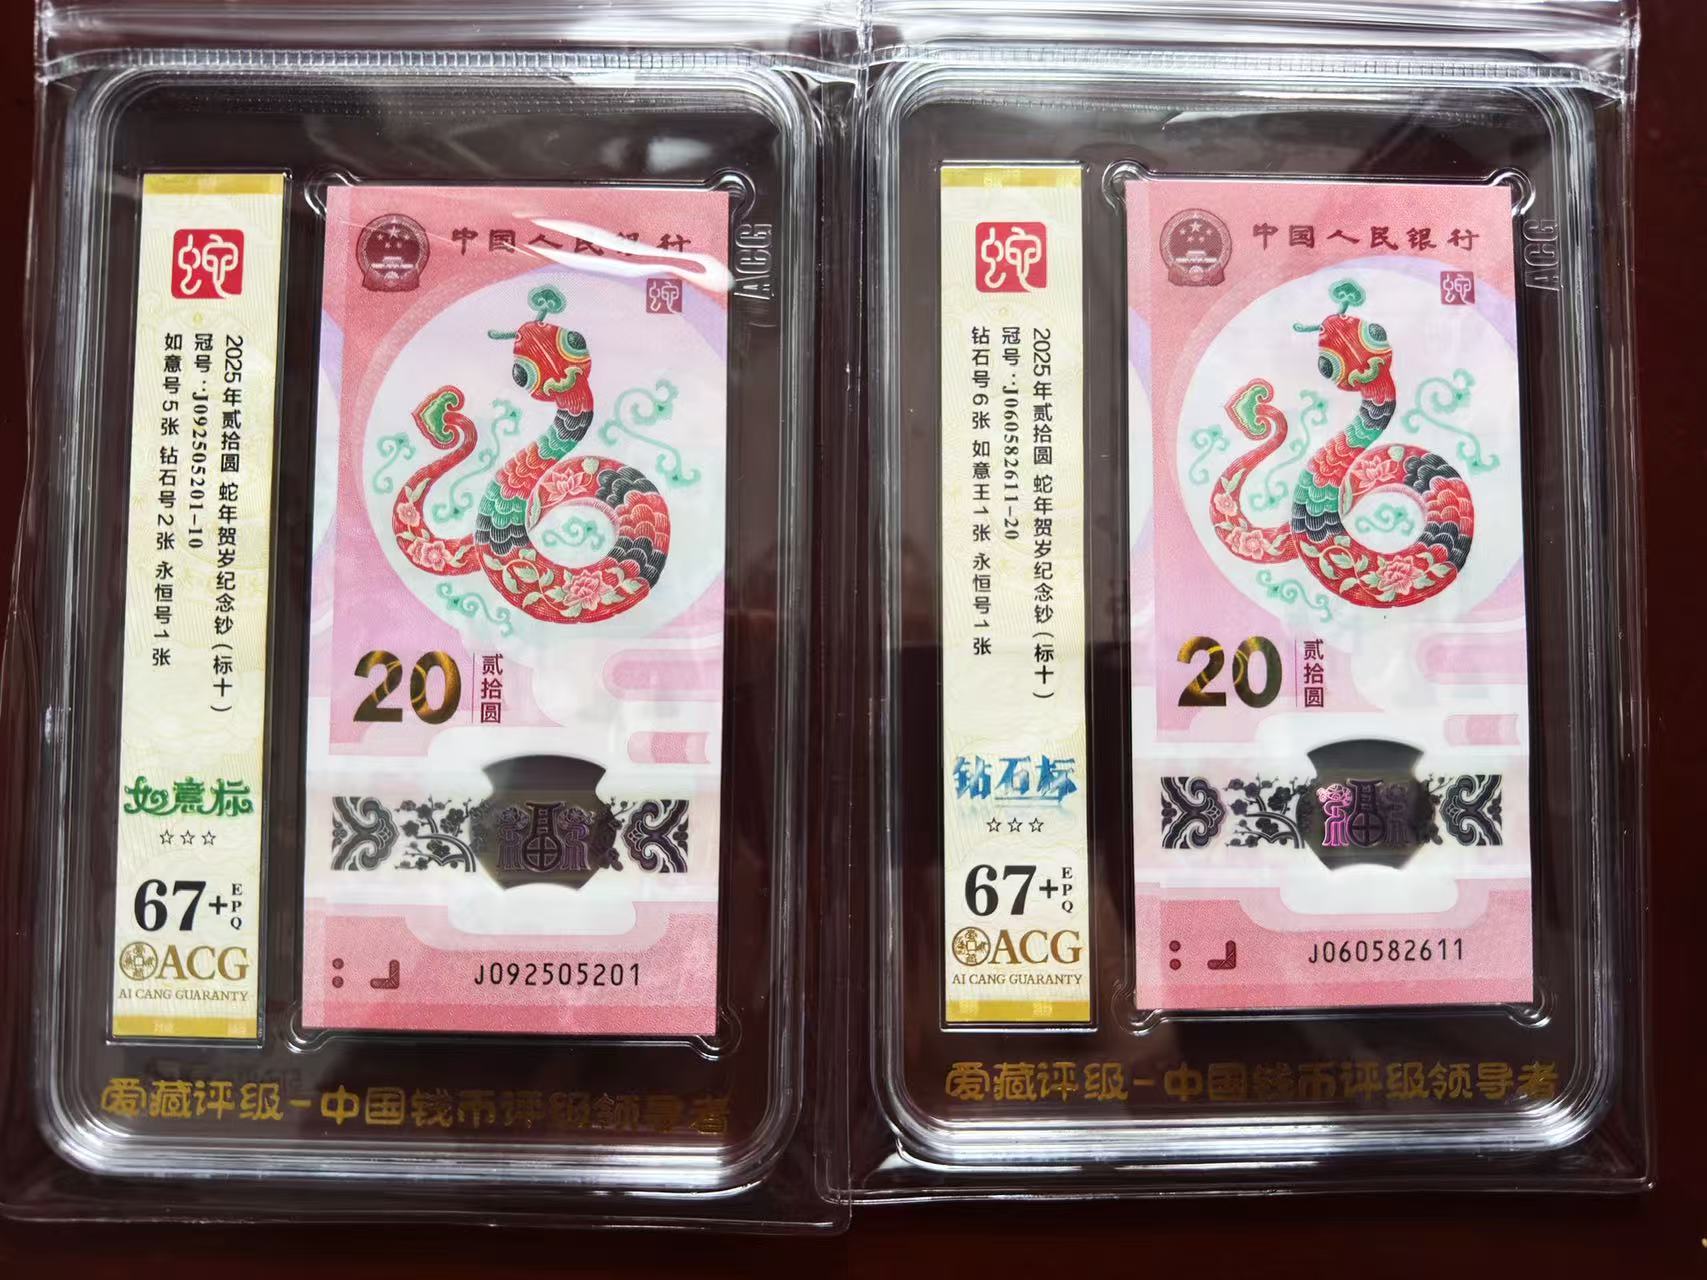 蛇
2025年贰拾圆 蛇年贺岁纪念钞（标十）
冠号：J092505201-10
如意号5张 钻石号2张 永恒号1张
如意标
☆☆☆
67+ EPQ
ACG
AI CANG GUARANTY
中国人民银行
蛇
20 贰拾圆
福
J092505201
ACG
爱藏评级-中国钱币评级领导者
蛇
2025年贰拾圆 蛇年贺岁纪念钞（标十）
冠号：J060582611-20
钻石号6张 如意王1张 永恒号1张
钻石标
☆☆☆
67+ EPQ
ACG
AI CANG GUARANTY
中国人民银行
蛇
20 贰拾圆
福
J060582611
ACG
爱藏评级-中国钱币评级领导者